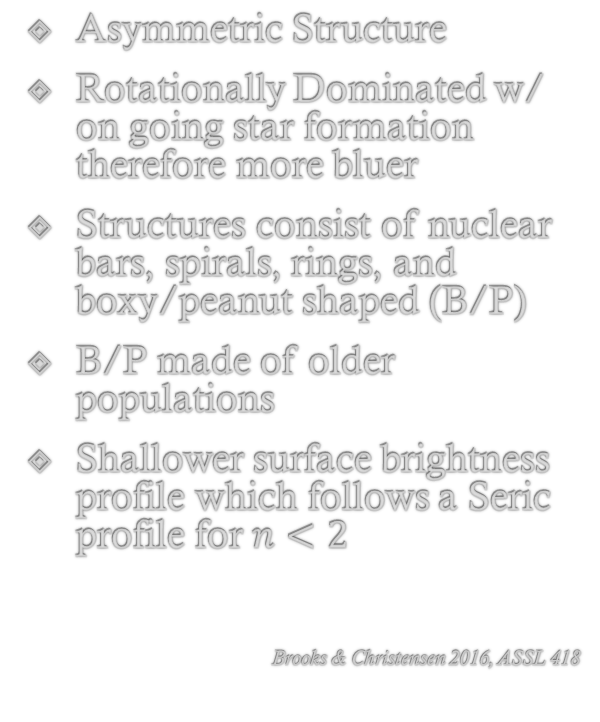 Asymmetric Structure
Rotationally Dominated w/
on going star formation
therefore more bluer
Structures consist of nuclear
bars, spirals, rings, and
boxy/peanut shaped (B/P)
B/P made of older
populations
Shallower surface brightness
profile which follows a Seric
profile for n < 2
Brooks & Christensen 2016, ASSL 418